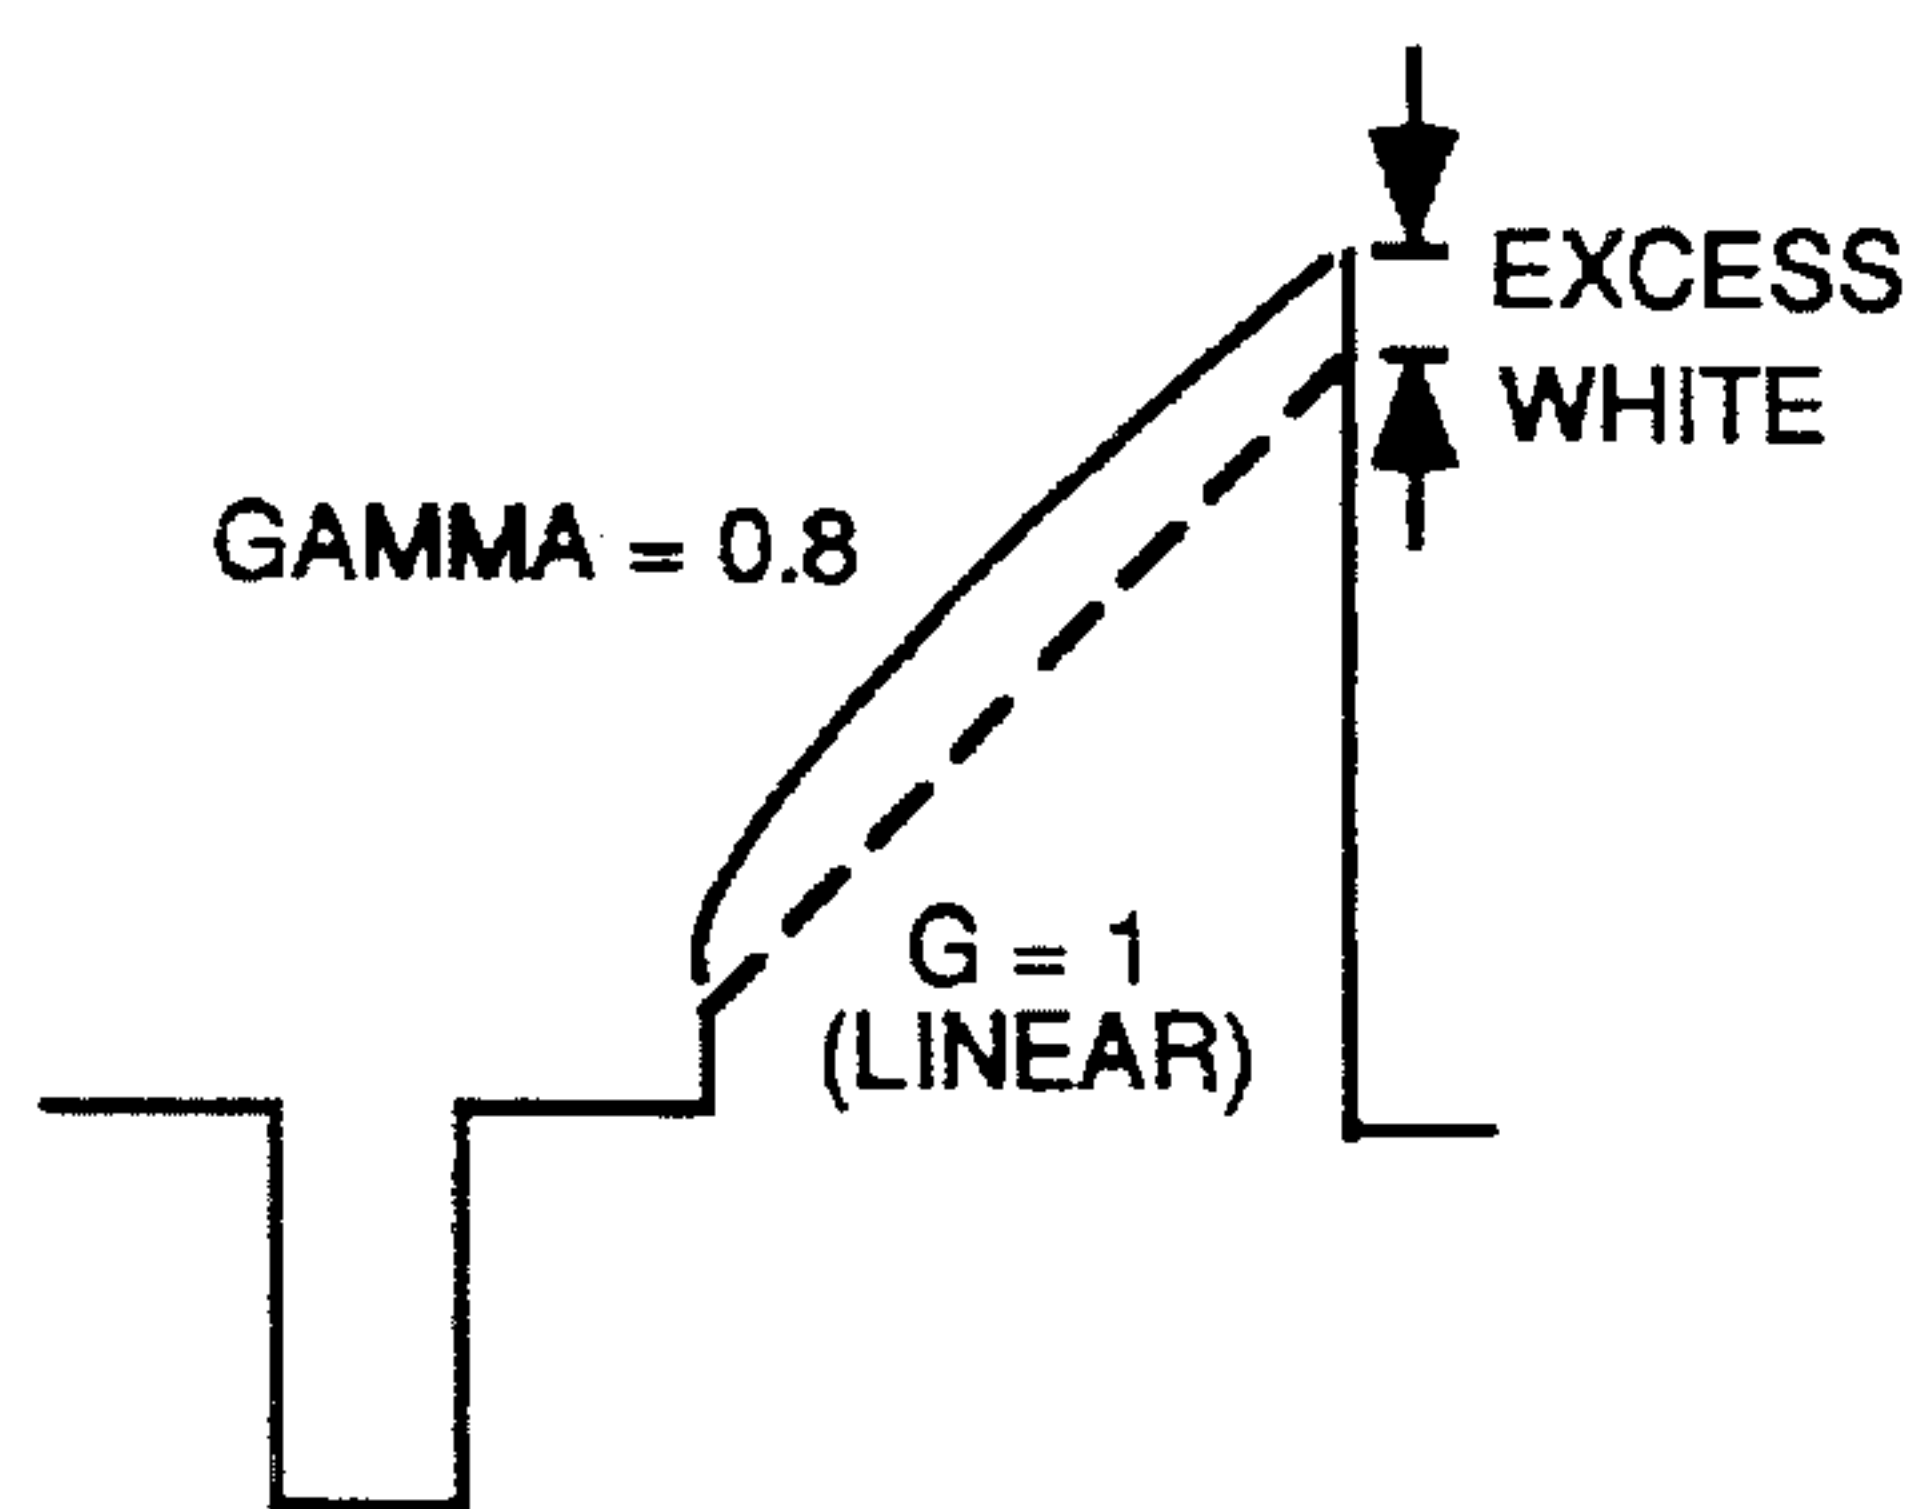 EXCESS
WHITE
GAMMA = 0.8
G = 1
(LINEAR)